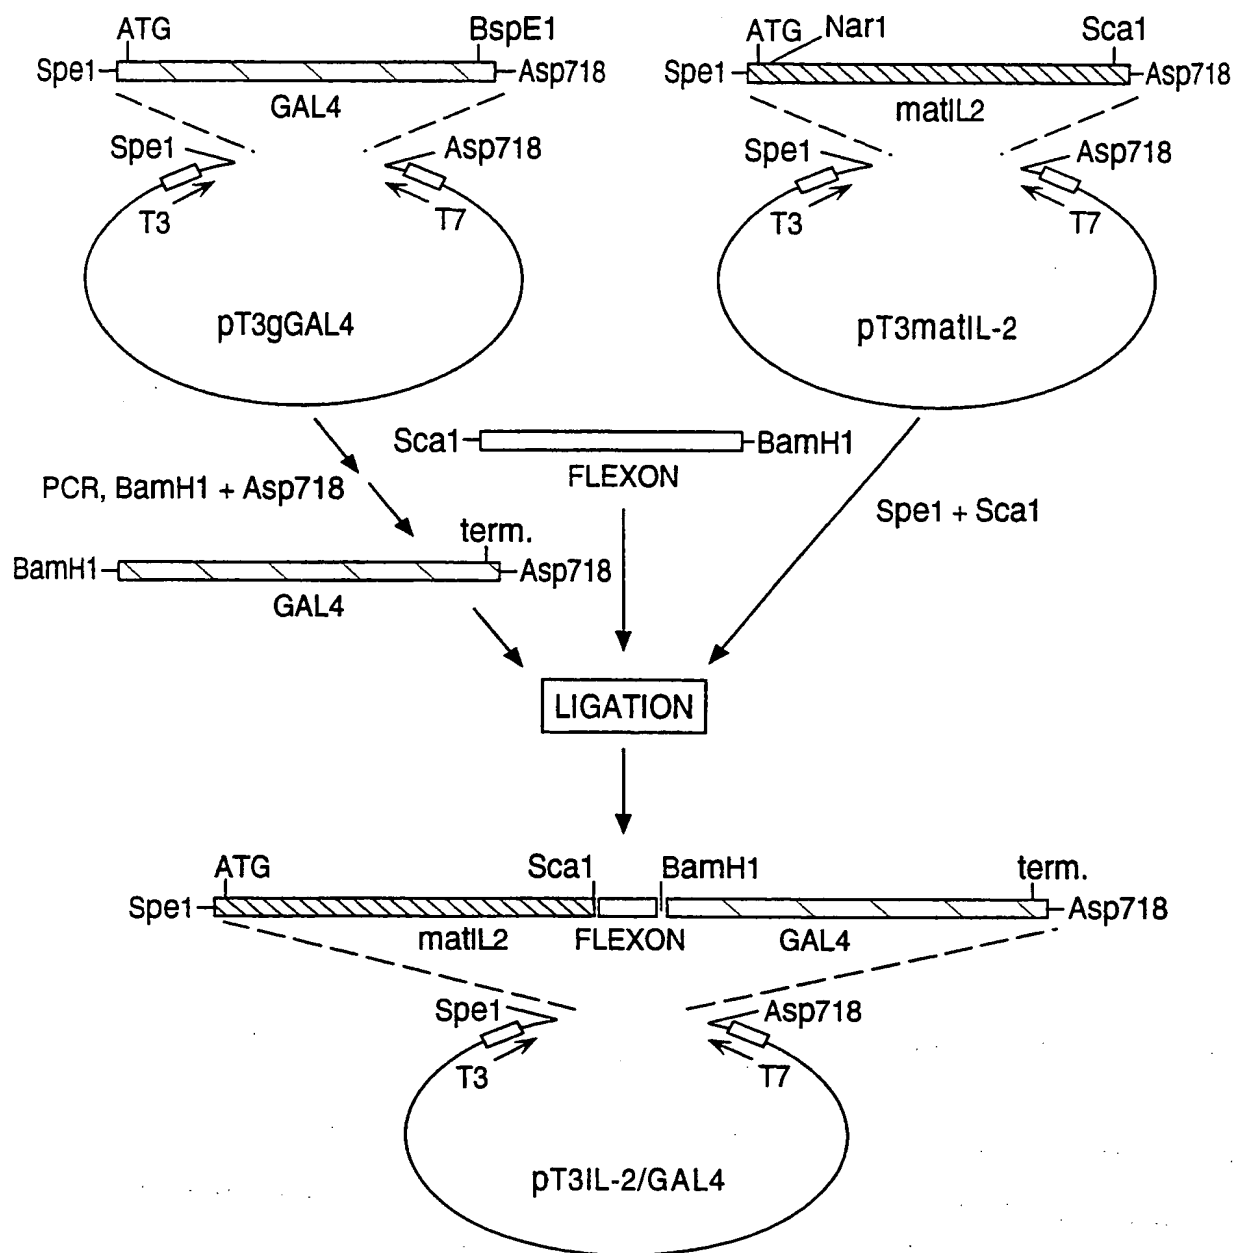 ATG BspE1
Spe1 Asp718
GAL4
Spe1 Asp718
T3 T7
pT3gGAL4
ATG Nar1 Sca1
Spe1 Asp718
matIL2
Spe1 Asp718
T3 T7
pT3matIL-2
Sca1 BamH1
FLEXON
PCR, BamH1 + Asp718
Spe1 + Sca1
term.
BamH1 Asp718
GAL4
LIGATION
ATG Sca1 BamH1 term.
Spe1 Asp718
matIL2 FLEXON GAL4
Spe1 Asp718
T3 T7
pT3IL-2/GAL4